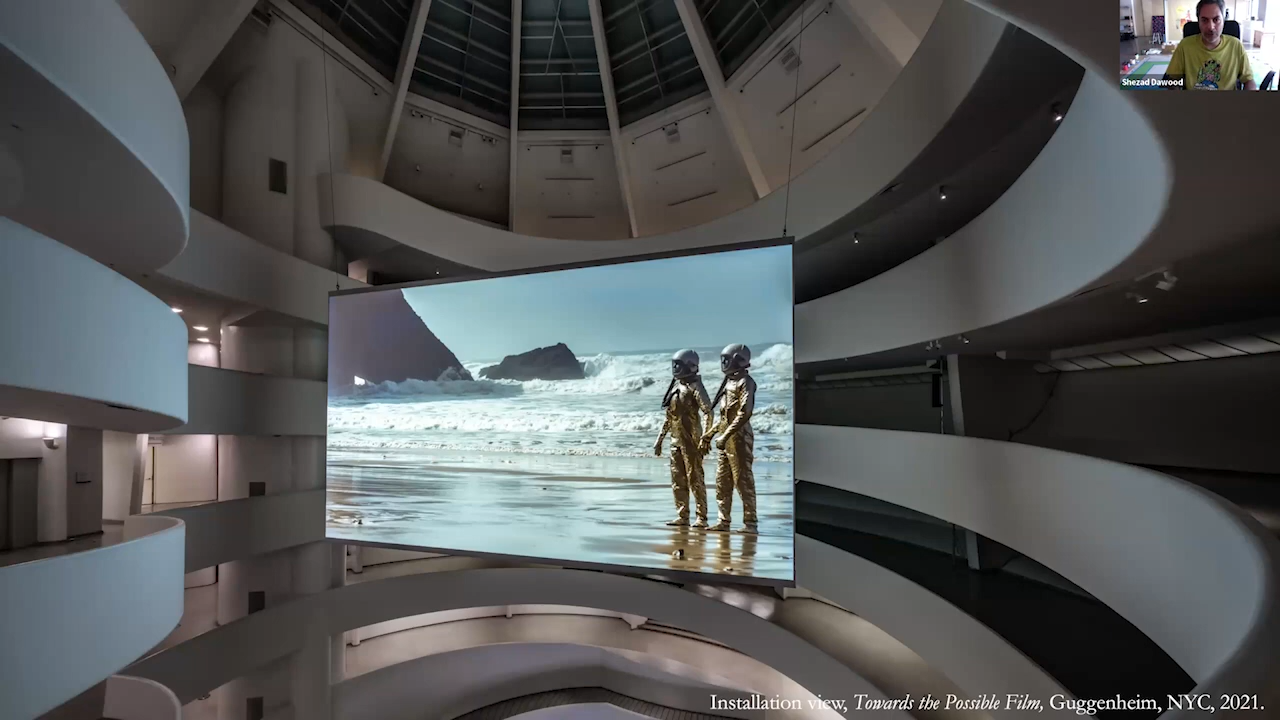 Shezad Dawood
Installation view, Towards the Possible Film, Guggenheim, NYC, 2021.